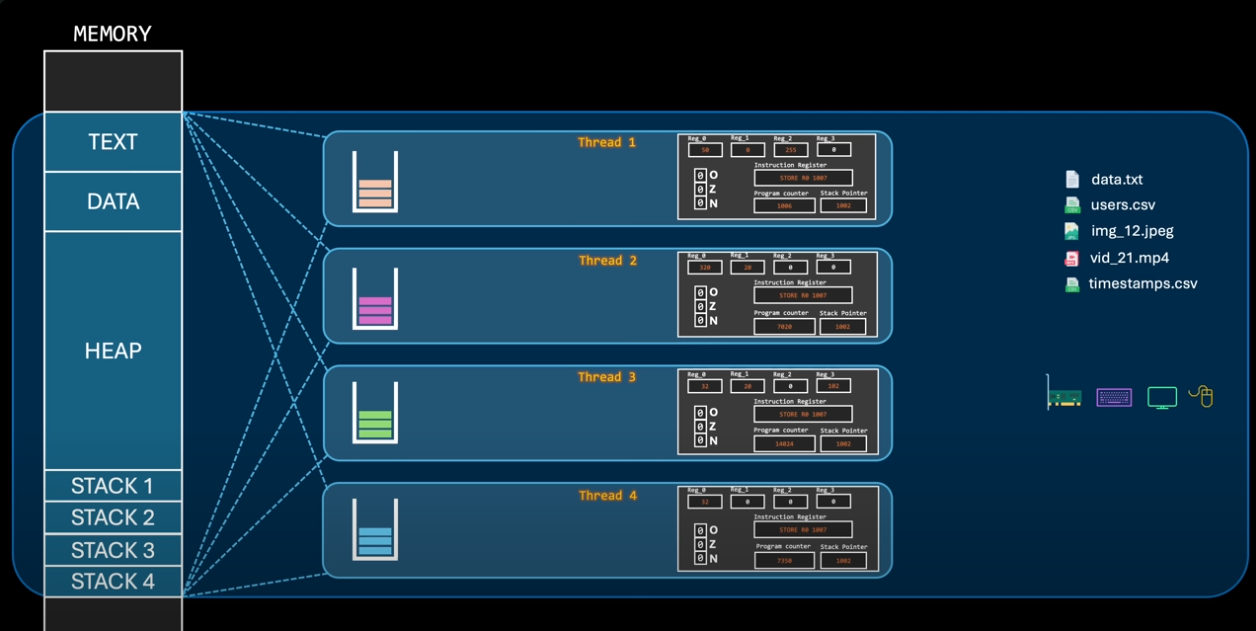 MEMORY
TEXT
DATA
HEAP
STACK 1
STACK 2
STACK 3
STACK 4
Thread 1
Reg_0 Reg_1 Reg_2 Reg_3
50 0 255 0
0 O
0 Z
0 N
Instruction Register
STORE R0 1007
Program counter Stack Pointer
1006 1002
Thread 2
Reg_0 Reg_1 Reg_2 Reg_3
320 20 0 0
0 O
0 Z
0 N
Instruction Register
STORE R0 1007
Program counter Stack Pointer
7020 1002
Thread 3
Reg_0 Reg_1 Reg_2 Reg_3
32 20 0 102
0 O
0 Z
0 N
Instruction Register
STORE R0 1007
Program counter Stack Pointer
14024 1002
Thread 4
Reg_0 Reg_1 Reg_2 Reg_3
32 0 0 0
0 O
0 Z
0 N
Instruction Register
STORE R0 1007
Program counter Stack Pointer
7350 1002
data.txt
users.csv
img_12.jpeg
vid_21.mp4
timestamps.csv